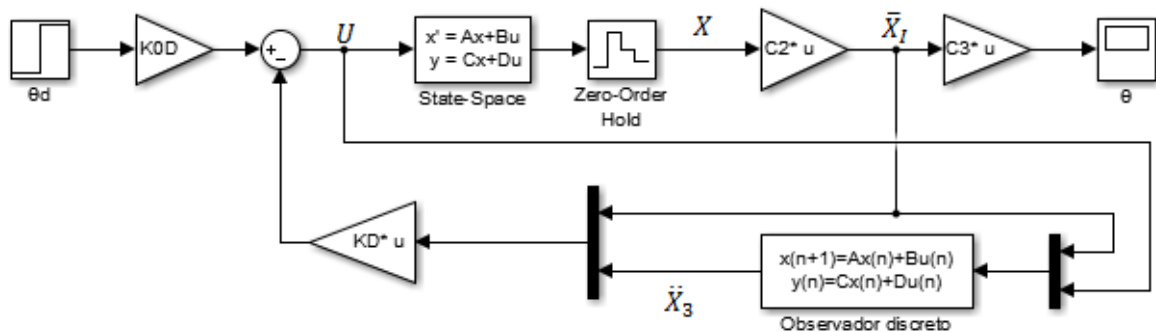 θd
K0D
+
−
U
x' = Ax+Bu
y = Cx+Du
State-Space
Zero-Order
Hold
X
C2* u
X̄_I
C3* u
θ
KD* u
Ẍ₃
x(n+1)=Ax(n)+Bu(n)
y(n)=Cx(n)+Du(n)
Observador discreto